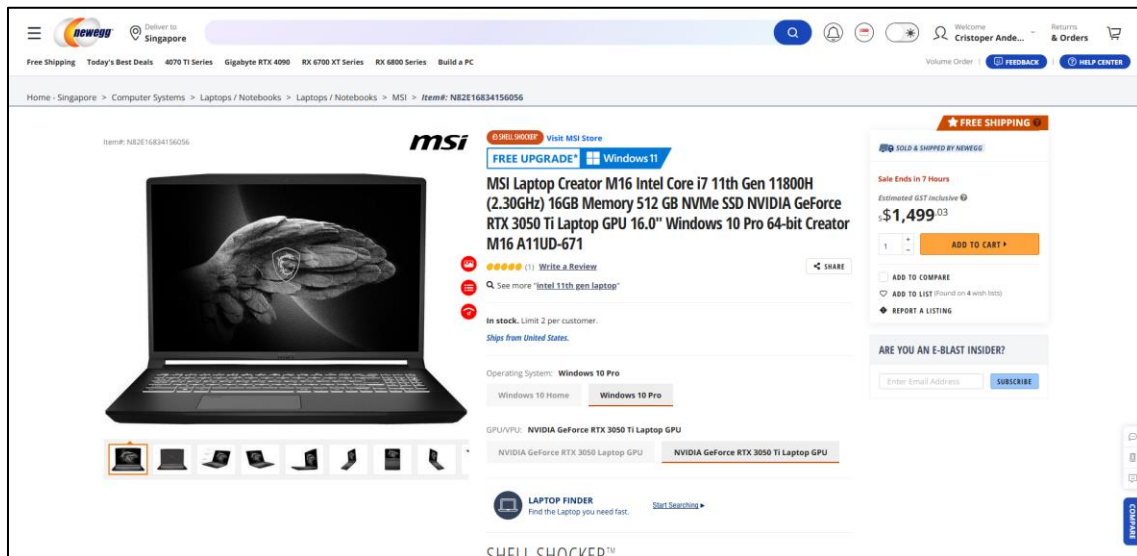 newegg
Deliver to
Singapore
Welcome
Cristoper Ande...
Returns
& Orders
Free Shipping Today's Best Deals 4070 TI Series Gigabyte RTX 4090 RX 6700 XT Series RX 6800 Series Build a PC
Volume Order FEEDBACK HELP CENTER
Home - Singapore > Computer Systems > Laptops / Notebooks > Laptops / Notebooks > MSI > Item#: N82E16834156056
Item#: N82E16834156056
msi
SHELL SHOCKER Visit MSI Store
FREE UPGRADE* Windows 11
MSI Laptop Creator M16 Intel Core i7 11th Gen 11800H
(2.30GHz) 16GB Memory 512 GB NVMe SSD NVIDIA GeForce
RTX 3050 Ti Laptop GPU 16.0" Windows 10 Pro 64-bit Creator
M16 A11UD-671
(1) Write a Review
SHARE
See more "intel 11th gen laptop"
In stock. Limit 2 per customer.
Ships from United States.
Operating System: Windows 10 Pro
Windows 10 Home Windows 10 Pro
GPU/VPU: NVIDIA GeForce RTX 3050 Ti Laptop GPU
NVIDIA GeForce RTX 3050 Laptop GPU NVIDIA GeForce RTX 3050 Ti Laptop GPU
LAPTOP FINDER
Find the Laptop you need fast.
Start Searching
SHELL SHOCKER™
FREE SHIPPING
SOLD & SHIPPED BY NEWEGG
Sale Ends in 7 Hours
Estimated GST inclusive
S$1,499.03
1 ADD TO CART
ADD TO COMPARE
ADD TO LIST (Found on 4 wish lists)
REPORT A LISTING
ARE YOU AN E-BLAST INSIDER?
Enter Email Address SUBSCRIBE
COMPARE